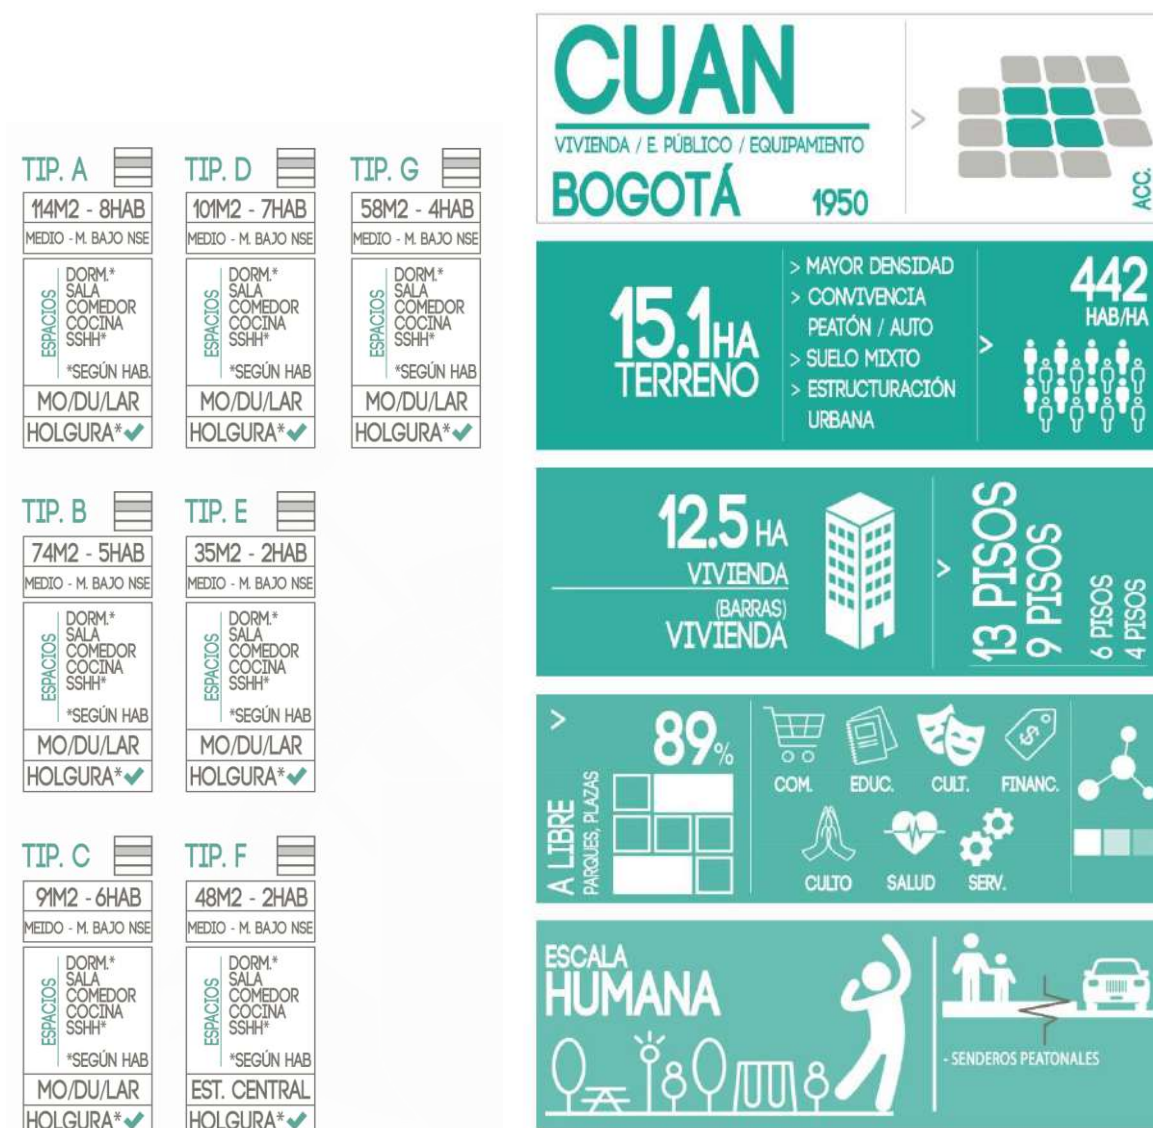 TIP. A
114M2 - 8HAB
MEDIO - M. BAJO NSE
ESPACIOS
DORM.*
SALA
COMEDOR
COCINA
SSHH*
*SEGÚN HAB.
MO/DU/LAR
HOLGURA*
TIP. D
101M2 - 7HAB
MEDIO - M. BAJO NSE
ESPACIOS
DORM.*
SALA
COMEDOR
COCINA
SSHH*
*SEGÚN HAB
MO/DU/LAR
HOLGURA*
TIP. G
58M2 - 4HAB
MEDIO - M. BAJO NSE
ESPACIOS
DORM.*
SALA
COMEDOR
COCINA
SSHH*
*SEGÚN HAB
MO/DU/LAR
HOLGURA*
TIP. B
74M2 - 5HAB
MEDIO - M. BAJO NSE
ESPACIOS
DORM.*
SALA
COMEDOR
COCINA
SSHH*
*SEGÚN HAB
MO/DU/LAR
HOLGURA*
TIP. E
35M2 - 2HAB
MEDIO - M. BAJO NSE
ESPACIOS
DORM.*
SALA
COMEDOR
COCINA
SSHH*
*SEGÚN HAB
MO/DU/LAR
HOLGURA*
TIP. C
91M2 - 6HAB
MEIDO - M. BAJO NSE
ESPACIOS
DORM.*
SALA
COMEDOR
COCINA
SSHH*
*SEGÚN HAB
MO/DU/LAR
HOLGURA*
TIP. F
48M2 - 2HAB
MEDIO - M. BAJO NSE
ESPACIOS
DORM.*
SALA
COMEDOR
COCINA
SSHH*
*SEGÚN HAB
EST. CENTRAL
HOLGURA*
CUAN
VIVIENDA / E. PÚBLICO / EQUIPAMIENTO
BOGOTÁ 1950
>
ACC.
15.1HA
TERRENO
> MAYOR DENSIDAD
> CONVIVENCIA
PEATÓN / AUTO
> SUELO MIXTO
> ESTRUCTURACIÓN
URBANA
>
442
HAB/HA
12.5 HA
VIVIENDA
(BARRAS)
VIVIENDA
>
13 PISOS
9 PISOS
6 PISOS
4 PISOS
>
A LIBRE
PARQUES, PLAZAS
89%
COM.
EDUC.
CULT.
FINANC.
$
CULTO
SALUD
SERV.
ESCALA
HUMANA
- SENDEROS PEATONALES